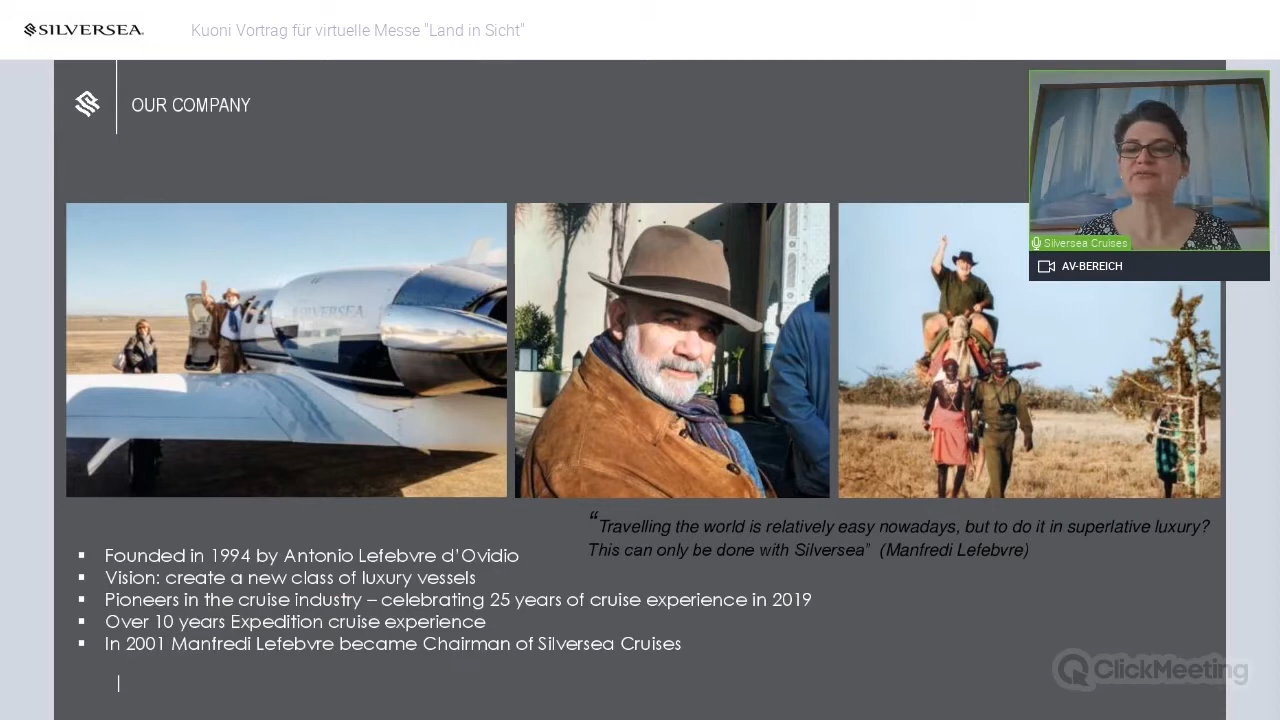 SILVERSEA
Kuoni Vortrag für virtuelle Messe "Land in Sicht"
OUR COMPANY
Silversea Cruises
AV-BEREICH
SILVERSEA
“Travelling the world is relatively easy nowadays, but to do it in superlative luxury?
This can only be done with Silversea” (Manfredi Lefebvre)
▪ Founded in 1994 by Antonio Lefebvre d’Ovidio
▪ Vision: create a new class of luxury vessels
▪ Pioneers in the cruise industry – celebrating 25 years of cruise experience in 2019
▪ Over 10 years Expedition cruise experience
▪ In 2001 Manfredi Lefebvre became Chairman of Silversea Cruises
ClickMeeting